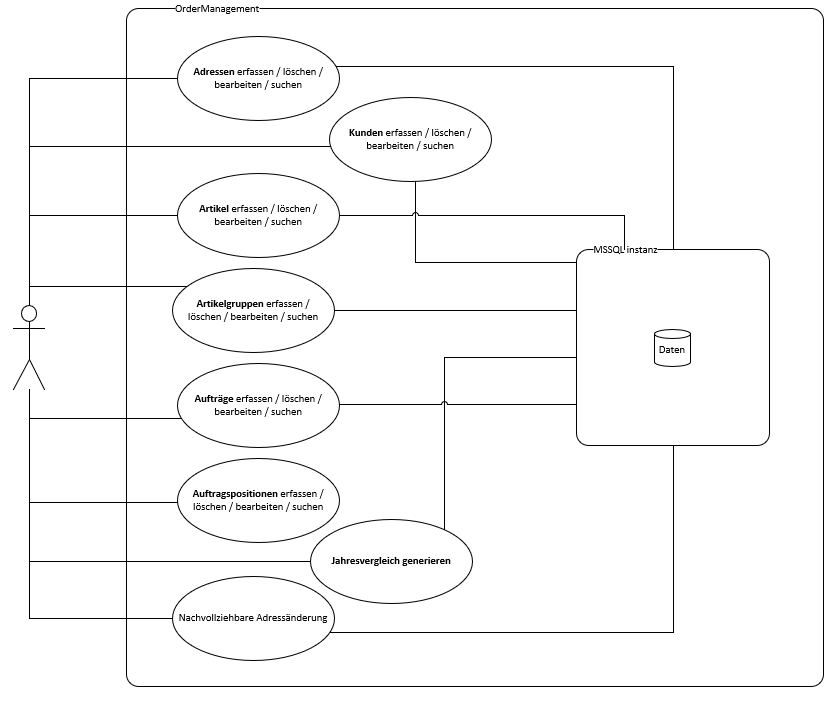 OrderManagement
Adressen erfassen / löschen /
bearbeiten / suchen
Kunden erfassen / löschen /
bearbeiten / suchen
Artikel erfassen / löschen /
bearbeiten / suchen
MSSQL instanz
Artikelgruppen erfassen /
löschen / bearbeiten / suchen
Daten
Aufträge erfassen / löschen /
bearbeiten / suchen
Auftragspositionen erfassen /
löschen / bearbeiten / suchen
Jahresvergleich generieren
Nachvollziehbare Adressänderung